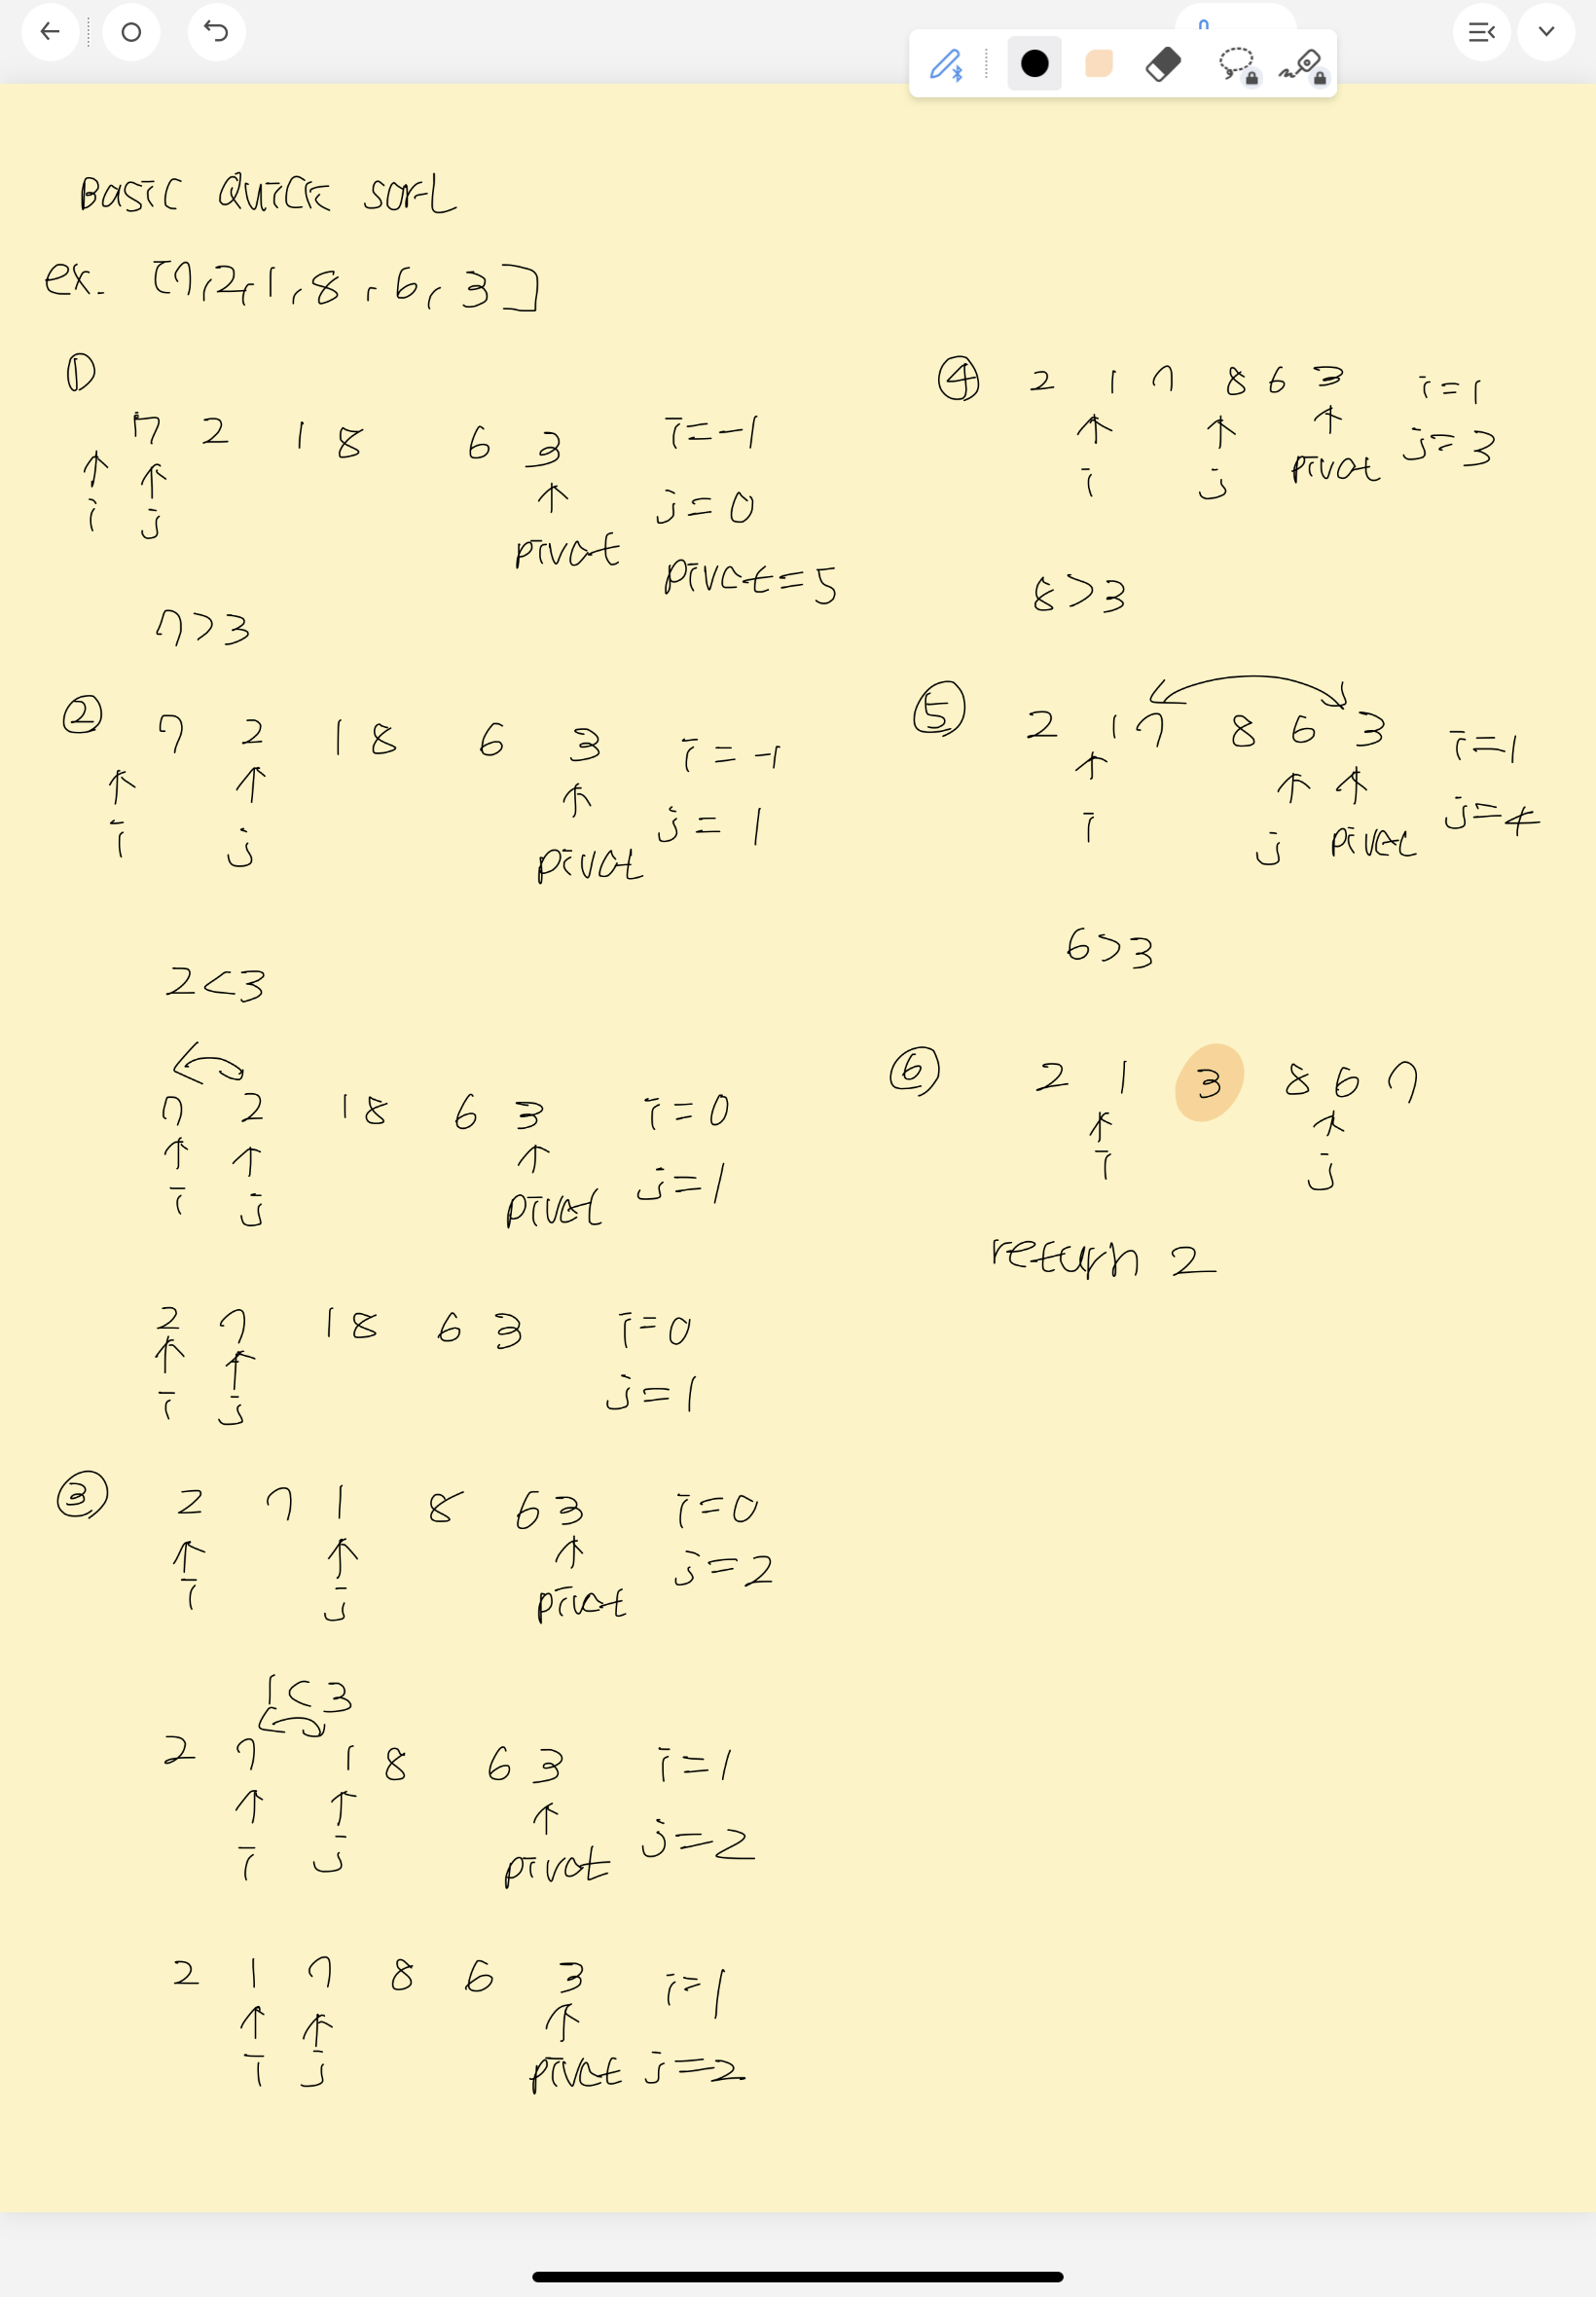 Basic Quick Sort
ex. [7,2,1,8,6,3]
①
7 2 1 8 6 3 i=-1
↑ ↑ ↑ j=0
i j pivot pivot=5
7>3
② 7 2 1 8 6 3 i=-1
↑ ↑ ↑ j=1
i j pivot
2<3
7 2 1 8 6 3 i=0
↑ ↑ ↑ j=1
i j pivot
2 7 1 8 6 3 i=0
↑ ↑ j=1
i j
③ 2 7 1 8 6 3 i=0
↑ ↑ ↑ j=2
i j pivot
1<3
2 7 1 8 6 3 i=1
↑ ↑ ↑ j=2
i j pivot
2 1 7 8 6 3 i=1
↑ ↑ ↑
i j pivot j=2
④ 2 1 7 8 6 3 i=1
↑ ↑ ↑ j=3
i j pivot
8>3
⑤ 2 1 7 8 6 3 i=1
↑ ↑ ↑ j=4
i j pivot
6>3
⑥ 2 1 3 8 6 7
↑ ↑
i j
return 2